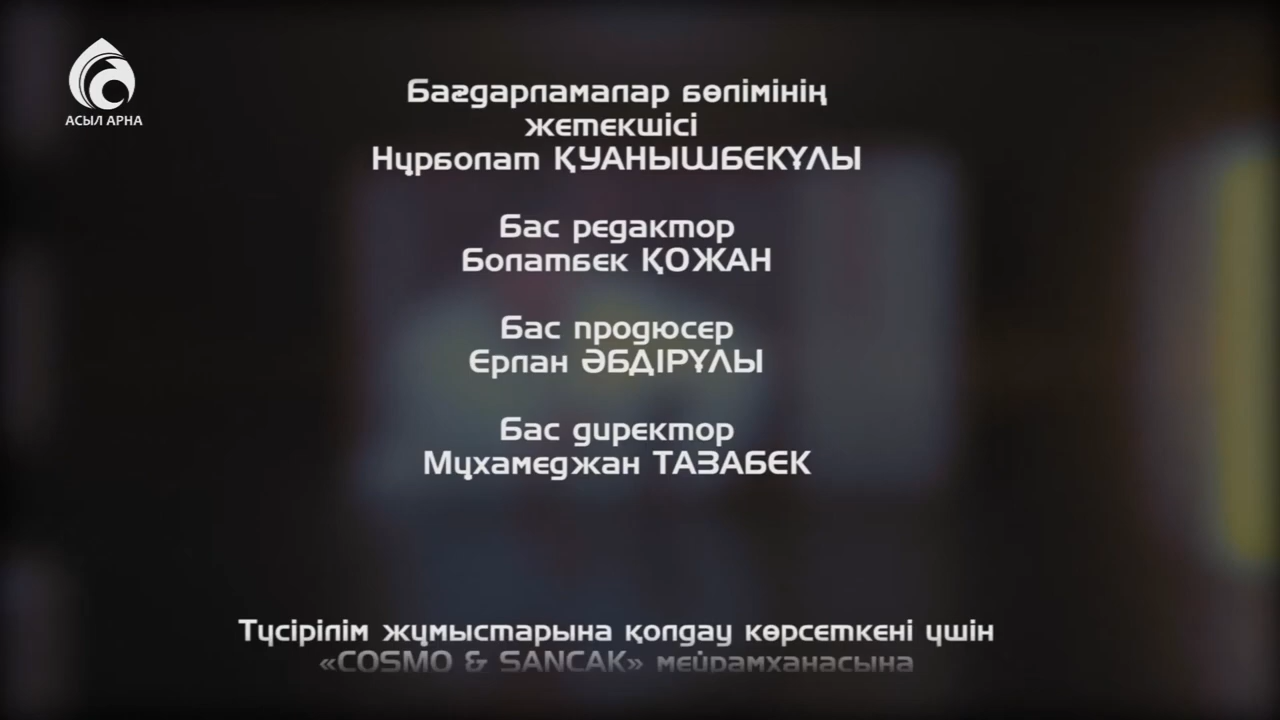 АСЫЛ АРНА
Бағдарламалар бөлімінің
жетекшісі
Нұрболат ҚУАНЫШБЕКҰЛЫ
Бас редактор
Болатбек ҚОЖАН
Бас продюсер
Ерлан ӘБДІРҰЛЫ
Бас директор
Мұхамеджан ТАЗАБЕК
Түсірілім жұмыстарына қолдау көрсеткені үшін
«COSMO & SANCAK» мейрамханасына